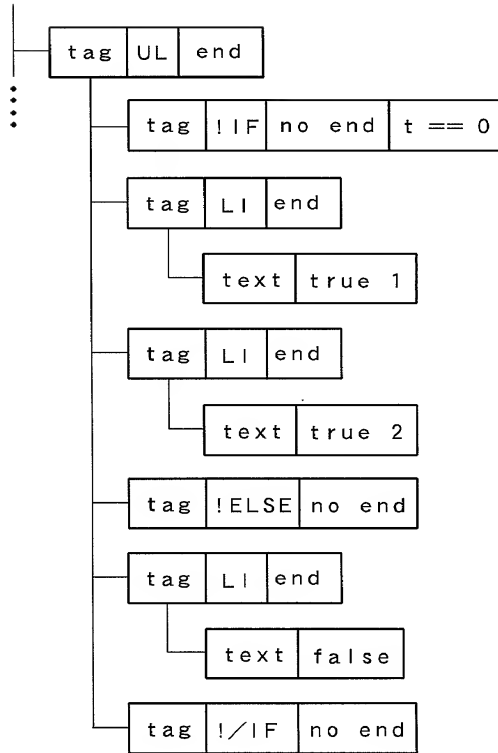 tag UL end
tag !IF no end t == 0
tag LI end
text true 1
tag LI end
text true 2
tag !ELSE no end
tag LI end
text false
tag !/IF no end